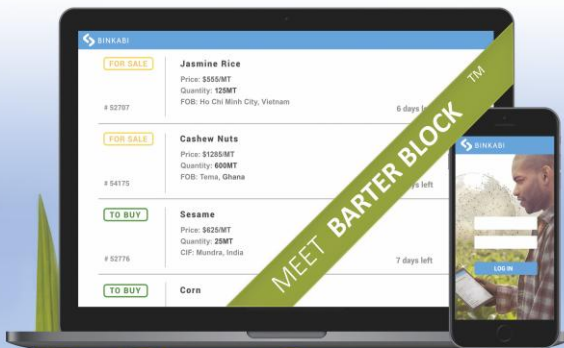 BINKABI
FOR SALE
Jasmine Rice
Price: $555/MT
Quantity: 125MT
FOB: Ho Chi Minh City, Vietnam
# 52707
6 days
FOR SALE
Cashew Nuts
Price: $1285/MT
Quantity: 600MT
FOB: Tema, Ghana
# 54175
left
TO BUY
Sesame
Price: $625/MT
Quantity: 25MT
CIF: Mundra, India
# 52776
7 days left
TO BUY
Corn
MEET BARTER BLOCK ™
BINKABI
LOG IN